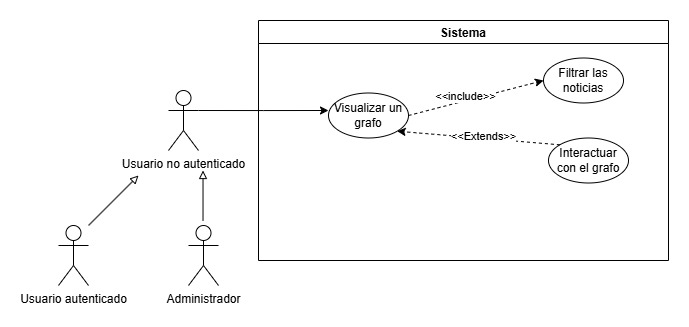 Sistema
Filtrar las
noticias
<<include>>
Visualizar un
grafo
<<Extends>>
Interactuar
con el grafo
Usuario no autenticado
Usuario autenticado
Administrador